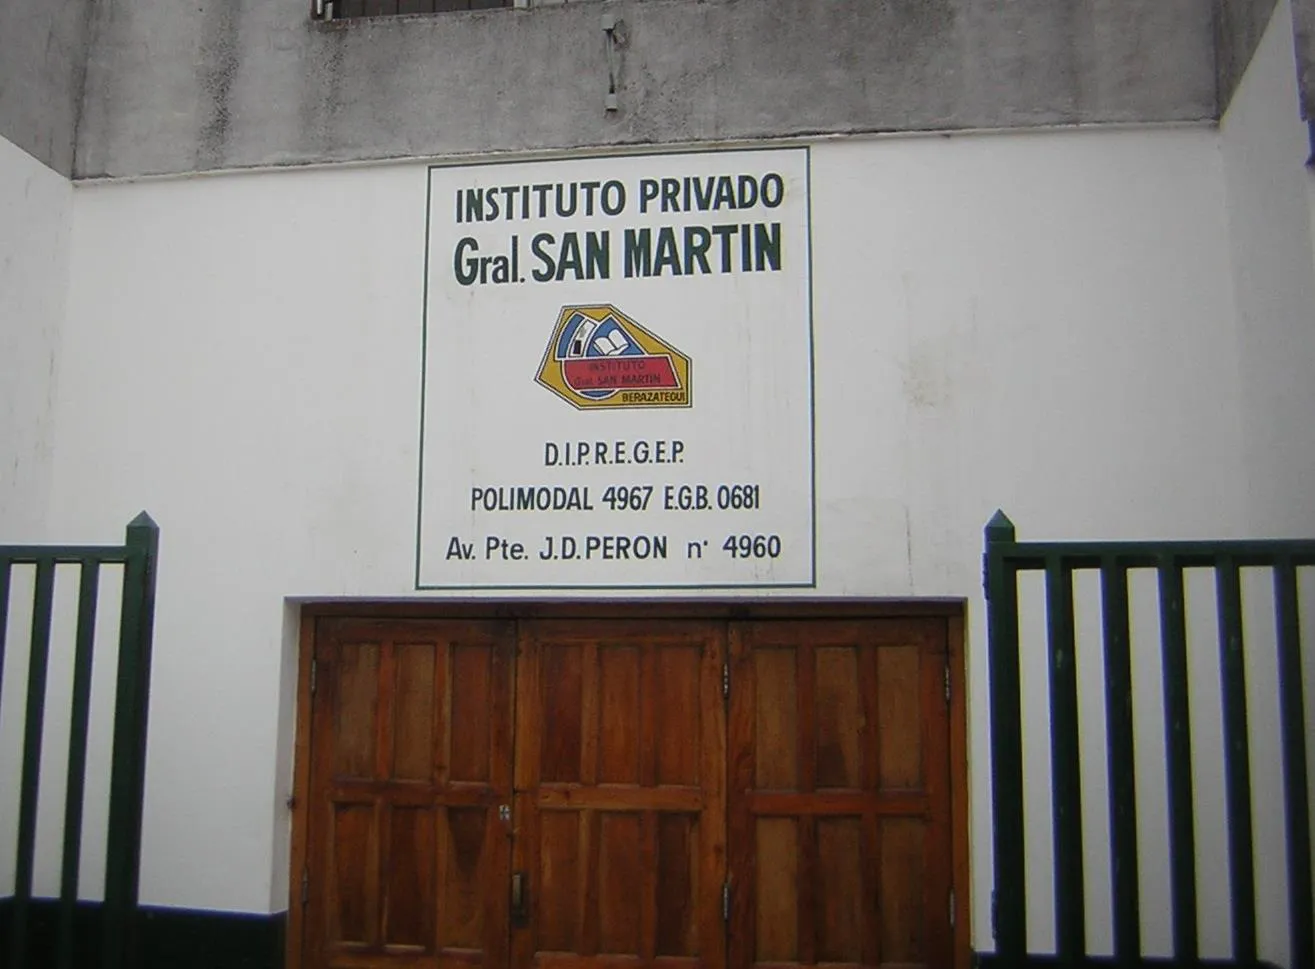 INSTITUTO PRIVADO
Gral. SAN MARTIN
INSTITUTO
Gral. SAN MARTIN
BERAZATEGUI
D.I.P.R.E.G.E.P.
POLIMODAL 4967 E.G.B. 0681
Av. Pte. J.D.PERON n° 4960